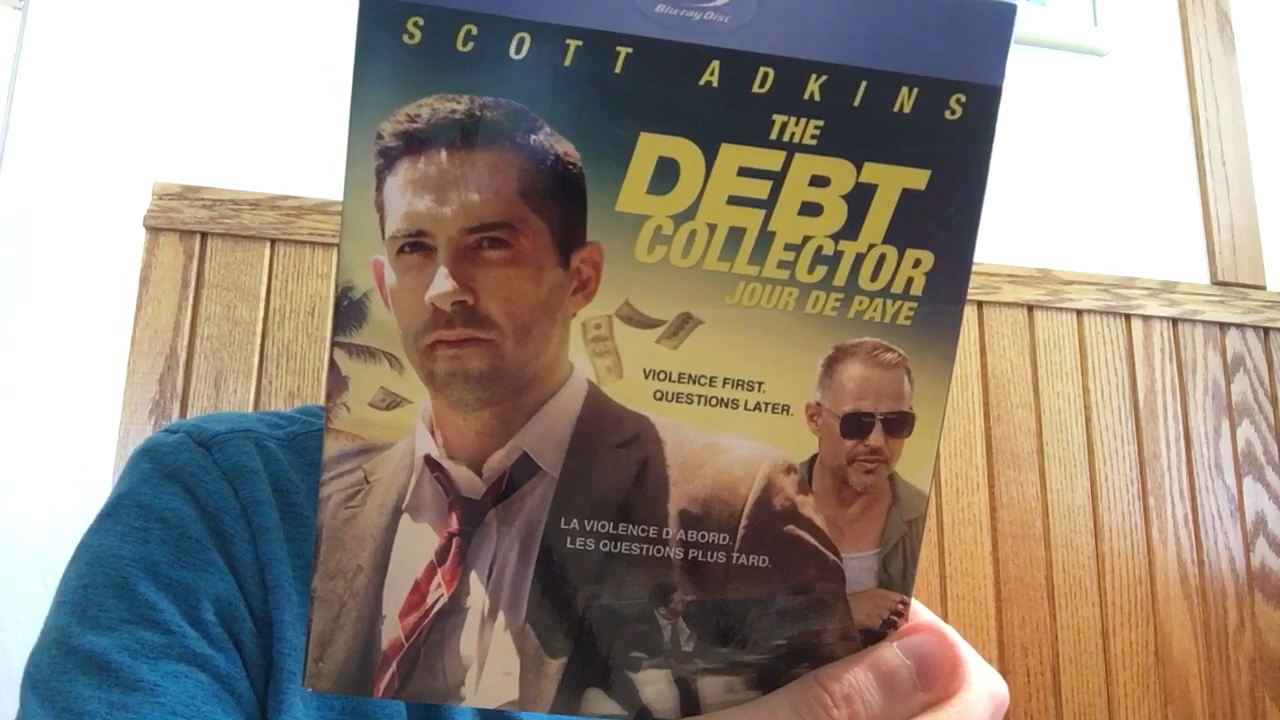 Blu-ray Disc
SCOTT ADKINS
THE
DEBT
COLLECTOR
JOUR DE PAYE
VIOLENCE FIRST.
QUESTIONS LATER.
LA VIOLENCE D'ABORD.
LES QUESTIONS PLUS TARD.